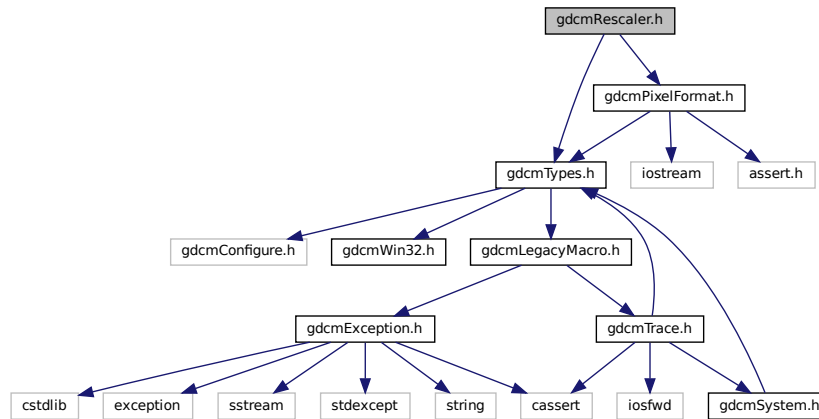 gdcmRescaler.h
gdcmPixelFormat.h
gdcmTypes.h
iostream
assert.h
gdcmConfigure.h
gdcmWin32.h
gdcmLegacyMacro.h
gdcmException.h
gdcmTrace.h
cstdlib
exception
sstream
stdexcept
string
cassert
iosfwd
gdcmSystem.h